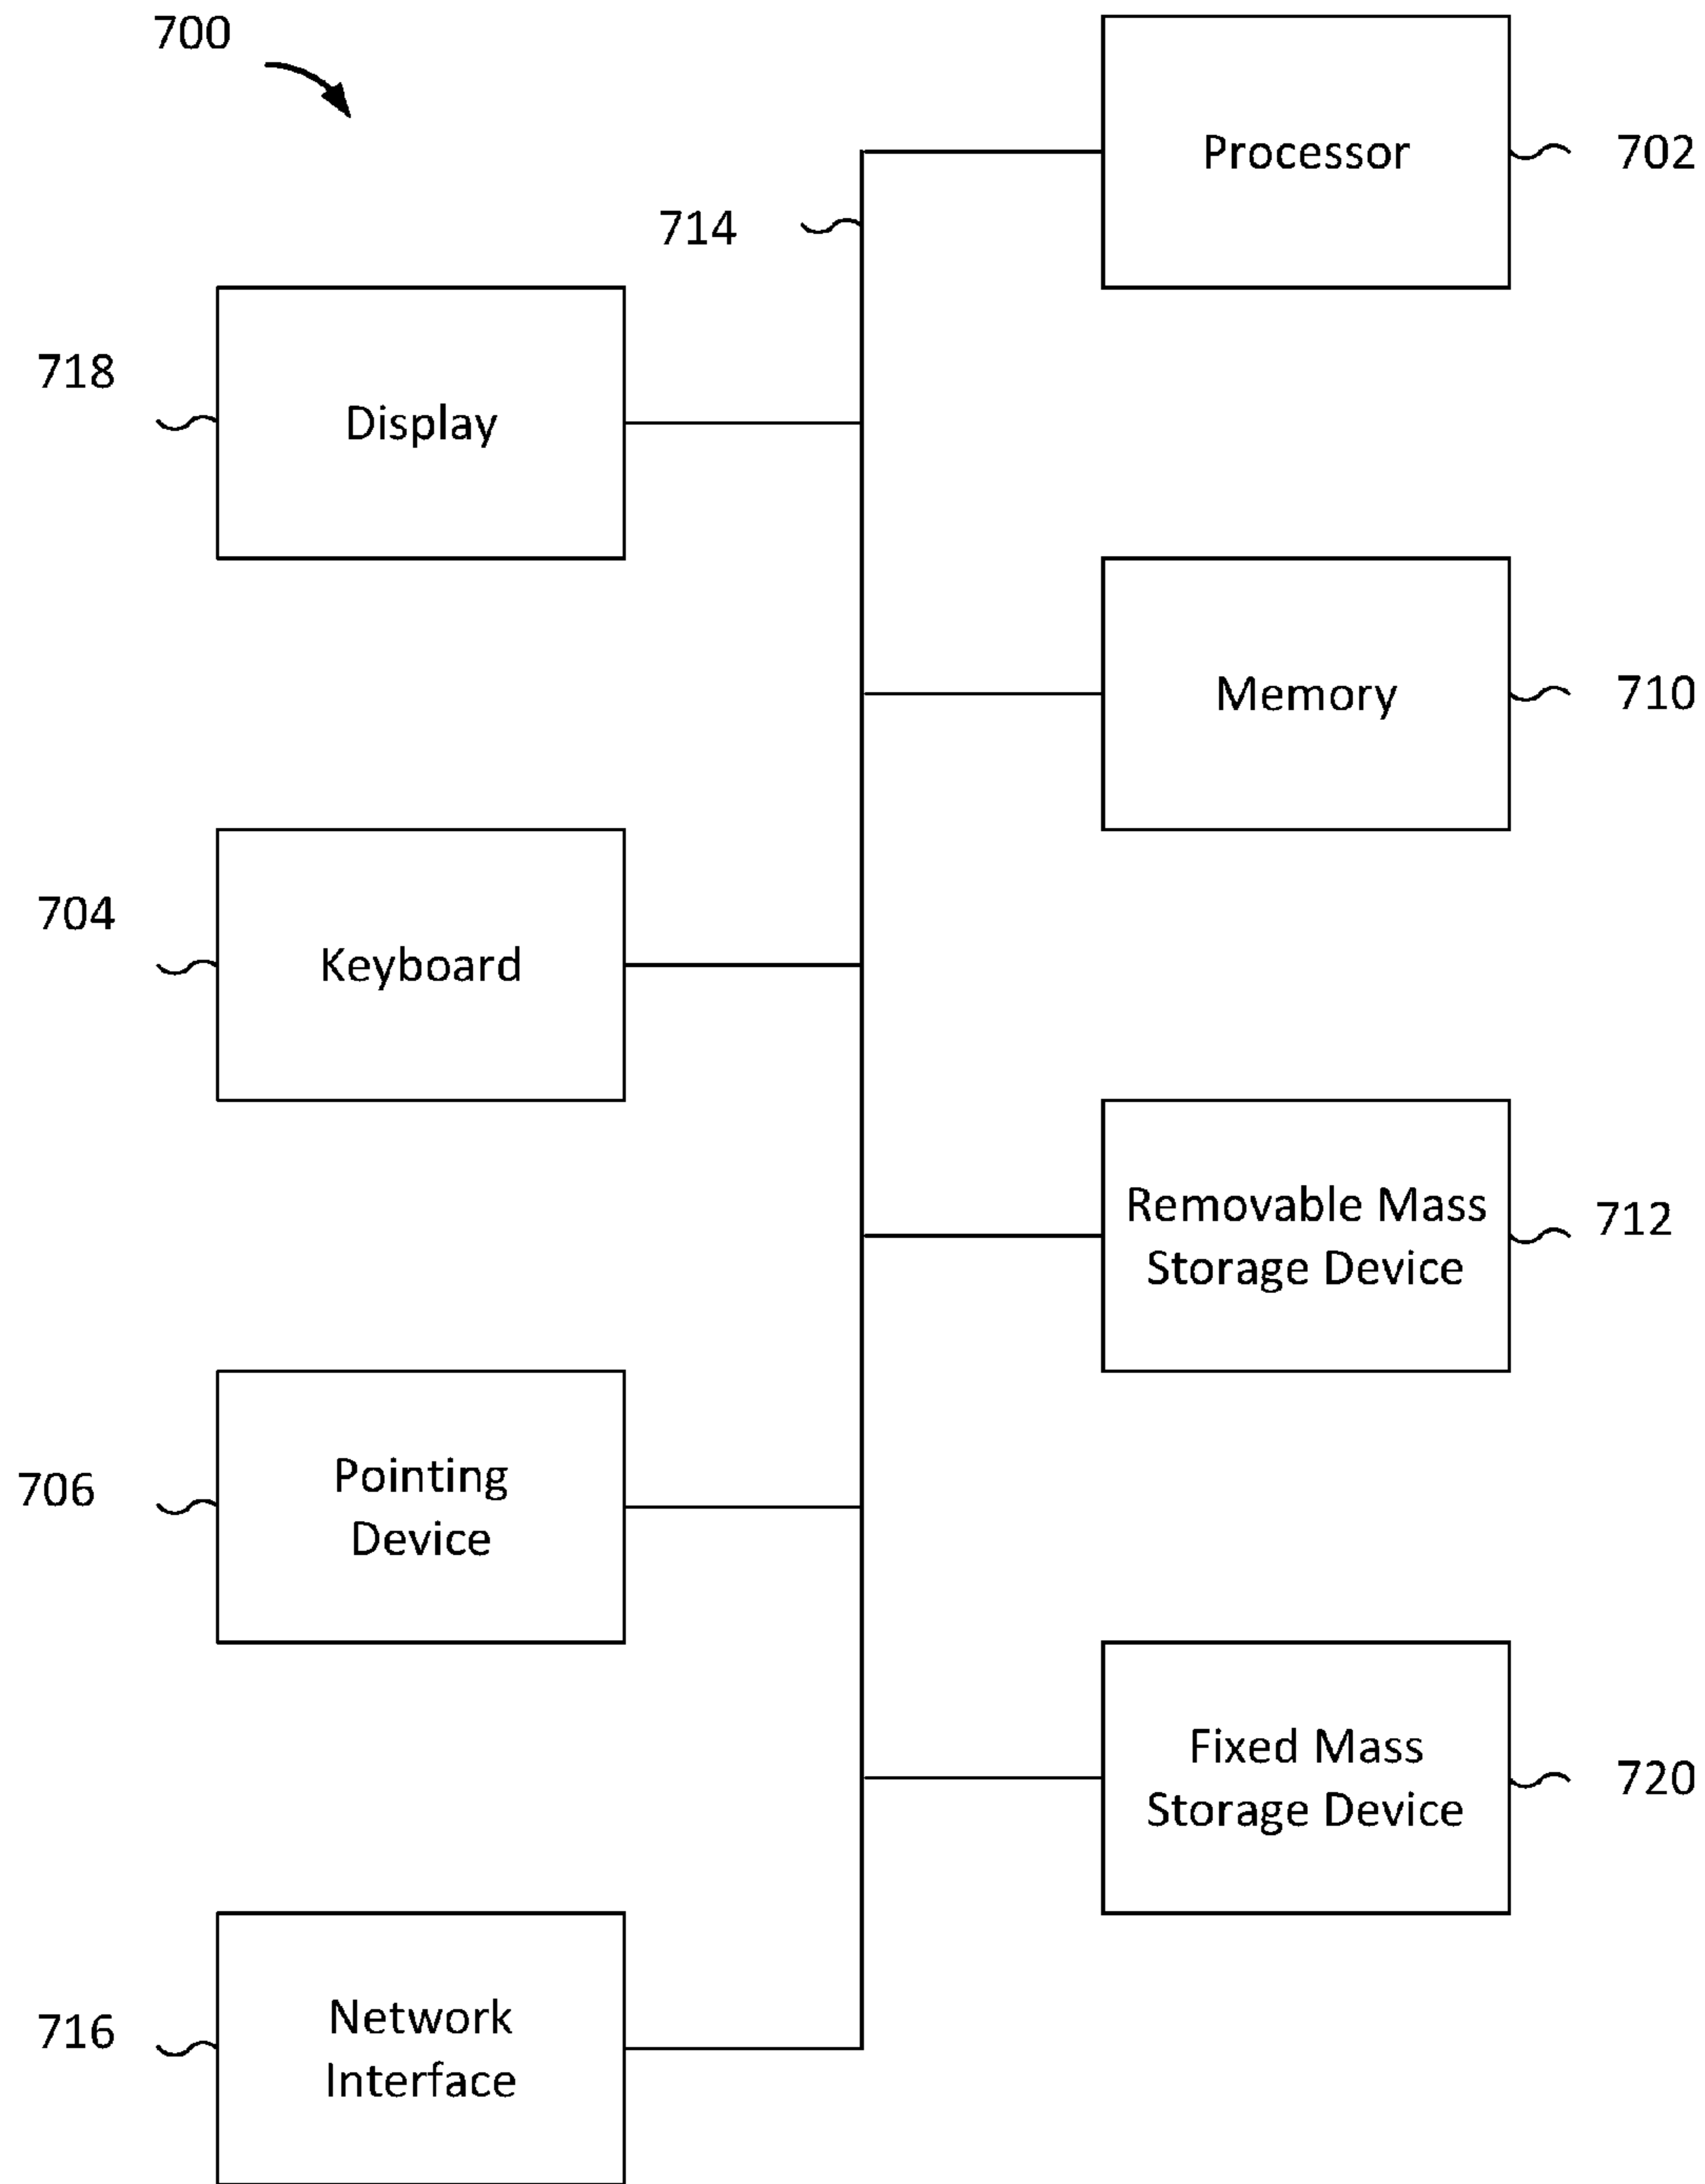 700
Processor
702
714
718
Display
Memory
710
704
Keyboard
Removable Mass
Storage Device
712
706
Pointing
Device
Fixed Mass
Storage Device
720
716
Network
Interface